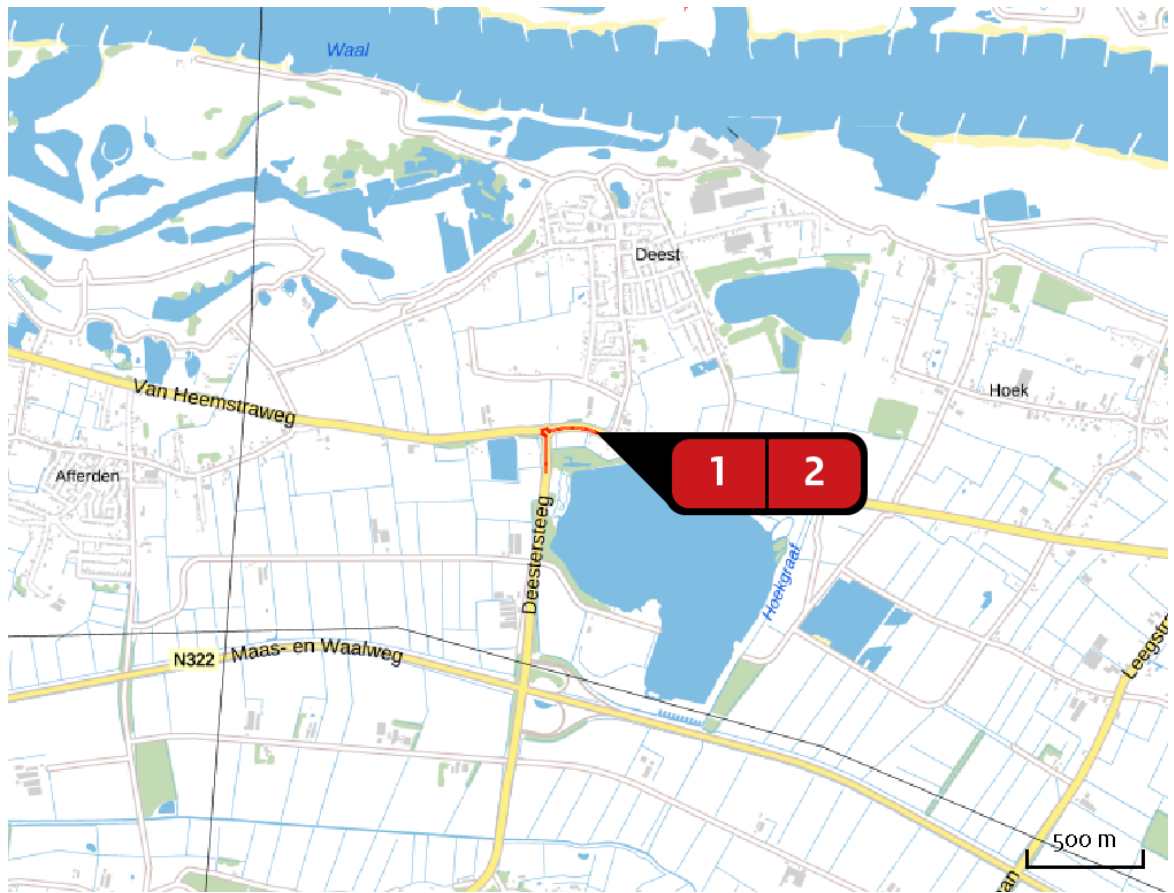 Waal
Deest
Van Heemstraweg
Hoek
Afferden
1 2
Deestersteeg
Hoekgraaf
N322 Maas- en Waalweg
500 m